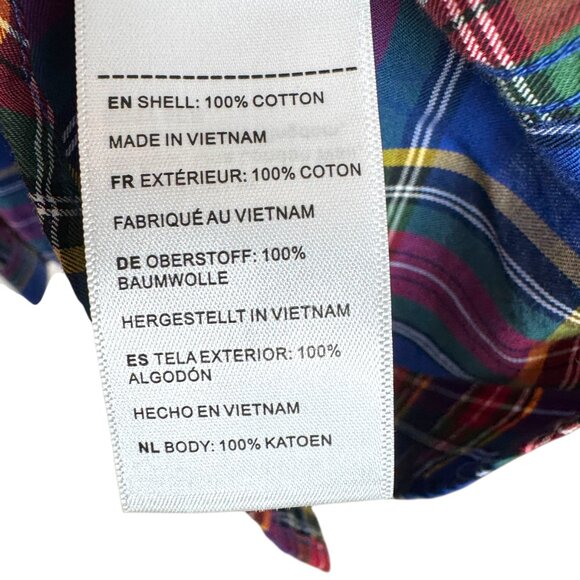 EN SHELL: 100% COTTON
MADE IN VIETNAM
FR EXTÉRIEUR: 100% COTON
FABRIQUÉ AU VIETNAM
DE OBERSTOFF: 100%
BAUMWOLLE
HERGESTELLT IN VIETNAM
ES TELA EXTERIOR: 100%
ALGODÓN
HECHO EN VIETNAM
NL BODY: 100% KATOEN